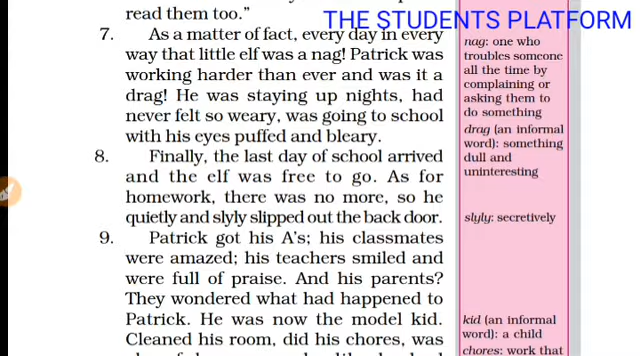 read them too."
THE STUDENTS PLATFORM
7. As a matter of fact, every day in every
way that little elf was a nag! Patrick was
working harder than ever and was it a
drag! He was staying up nights, had
never felt so weary, was going to school
with his eyes puffed and bleary.
8. Finally, the last day of school arrived
and the elf was free to go. As for
homework, there was no more, so he
quietly and slyly slipped out the back door.
9. Patrick got his A's; his classmates
were amazed; his teachers smiled and
were full of praise. And his parents?
They wondered what had happened to
Patrick. He was now the model kid.
Cleaned his room, did his chores, was
nag: one who
troubles someone
all the time by
complaining or
asking them to
do something
drag (an informal
word): something
dull and
uninteresting
slyly: secretively
kid (an informal
word): a child
chores: work that